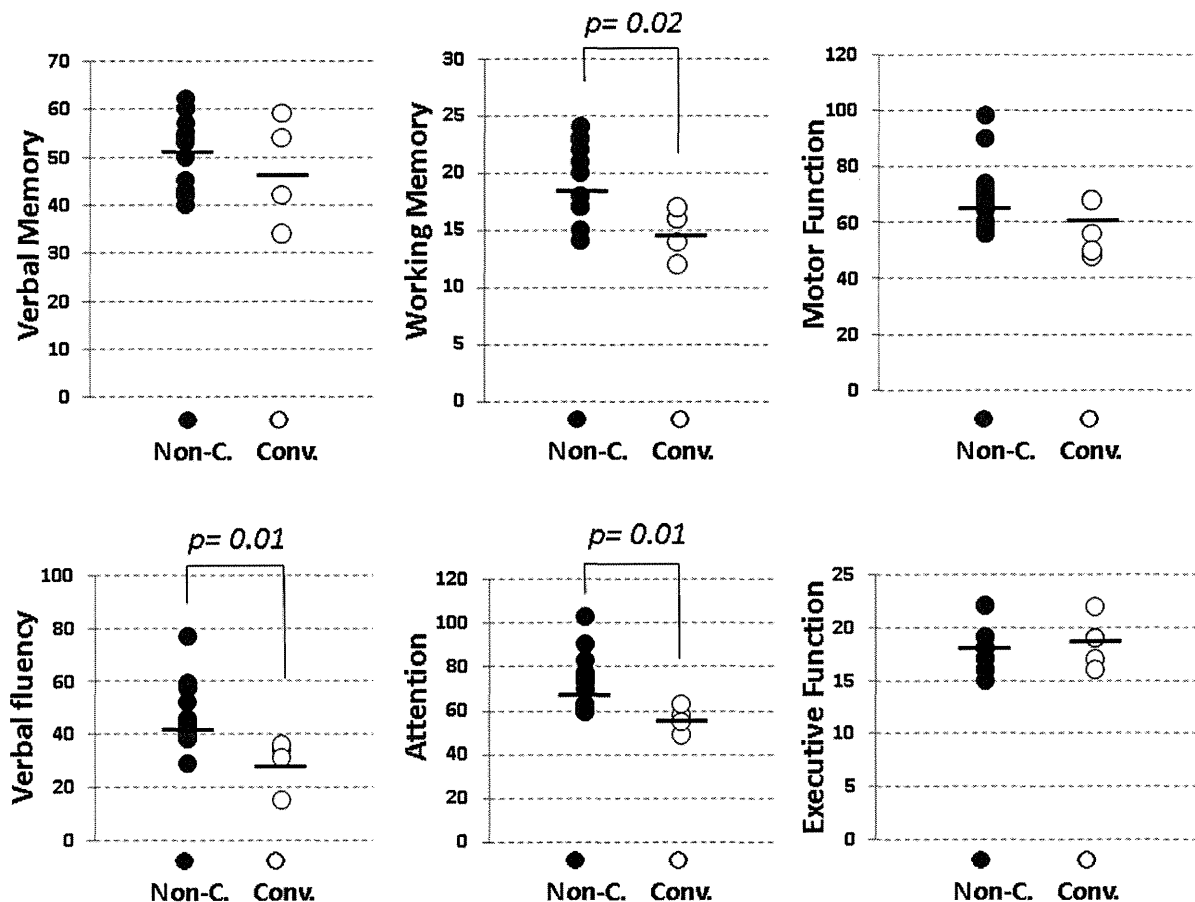 p= 0.02
Verbal Memory
70
60
50
40
30
20
10
0
Non-C. Conv.
Working Memory
30
25
20
15
10
5
0
Non-C. Conv.
Motor Function
120
100
80
60
40
20
0
Non-C. Conv.
p= 0.01
Verbal fluency
100
80
60
40
20
0
Non-C. Conv.
p= 0.01
Attention
120
100
80
60
40
20
0
Non-C. Conv.
Executive Function
25
20
15
10
5
0
Non-C. Conv.